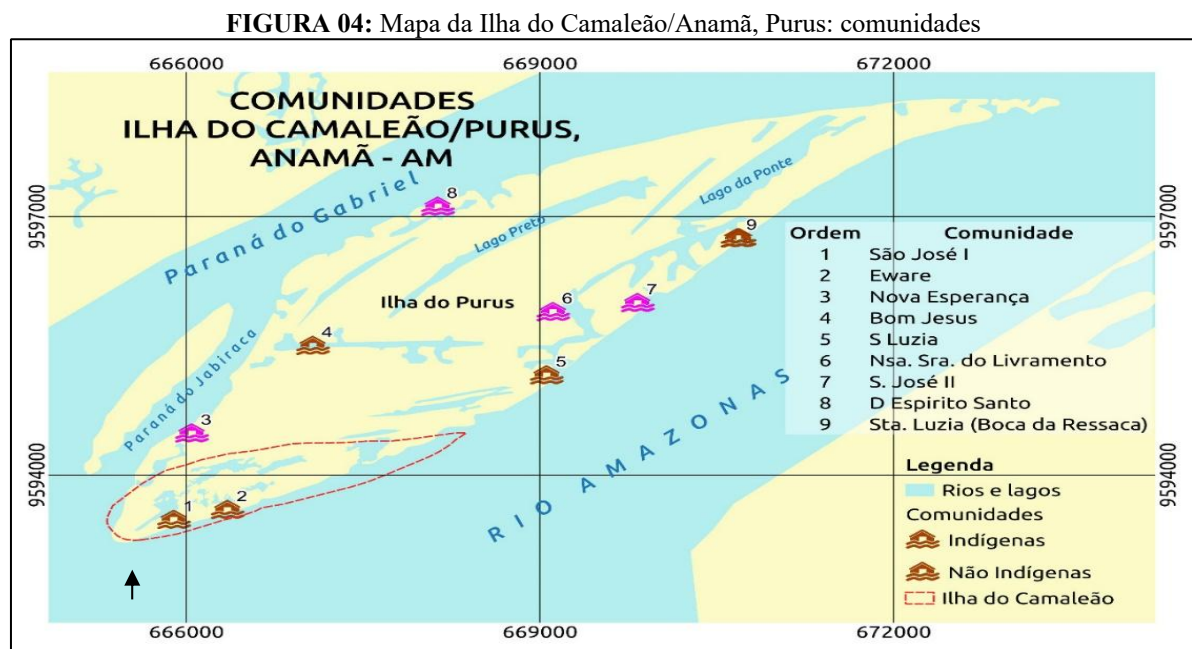 FIGURA 04: Mapa da Ilha do Camaleão/Anamã, Purus: comunidades
666000 669000 672000
COMUNIDADES
ILHA DO CAMALEÃO/PURUS,
ANAMÃ - AM
Paraná do Gabriel
8
Lago Preto
Lago da Ponte
9597000
9597000
9
Ilha do Purus
6
7
4
5
Paraná do Jabiraca
3
RIO AMAZONAS
Ordem Comunidade
1 São José I
2 Eware
3 Nova Esperança
4 Bom Jesus
5 S Luzia
6 Nsa. Sra. do Livramento
7 S. José II
8 D Espirito Santo
9 Sta. Luzia (Boca da Ressaca)
9594000
9594000
1
2
Legenda
Rios e lagos
Comunidades
Indígenas
Não Indígenas
Ilha do Camaleão
666000 669000 672000